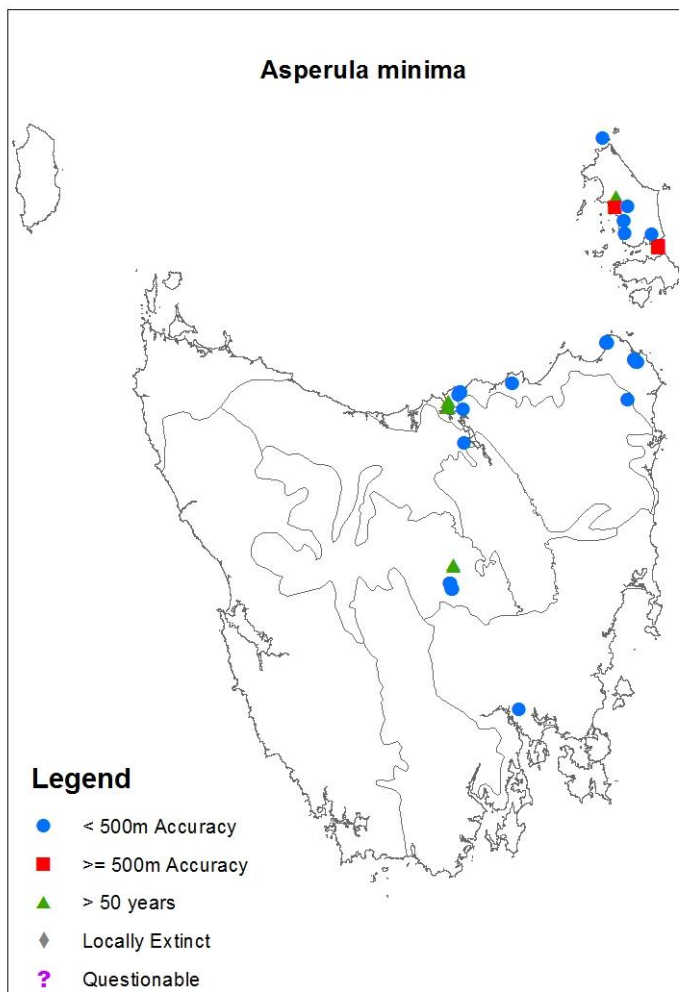 Asperula minima
Legend
< 500m Accuracy
>= 500m Accuracy
> 50 years
Locally Extinct
? Questionable